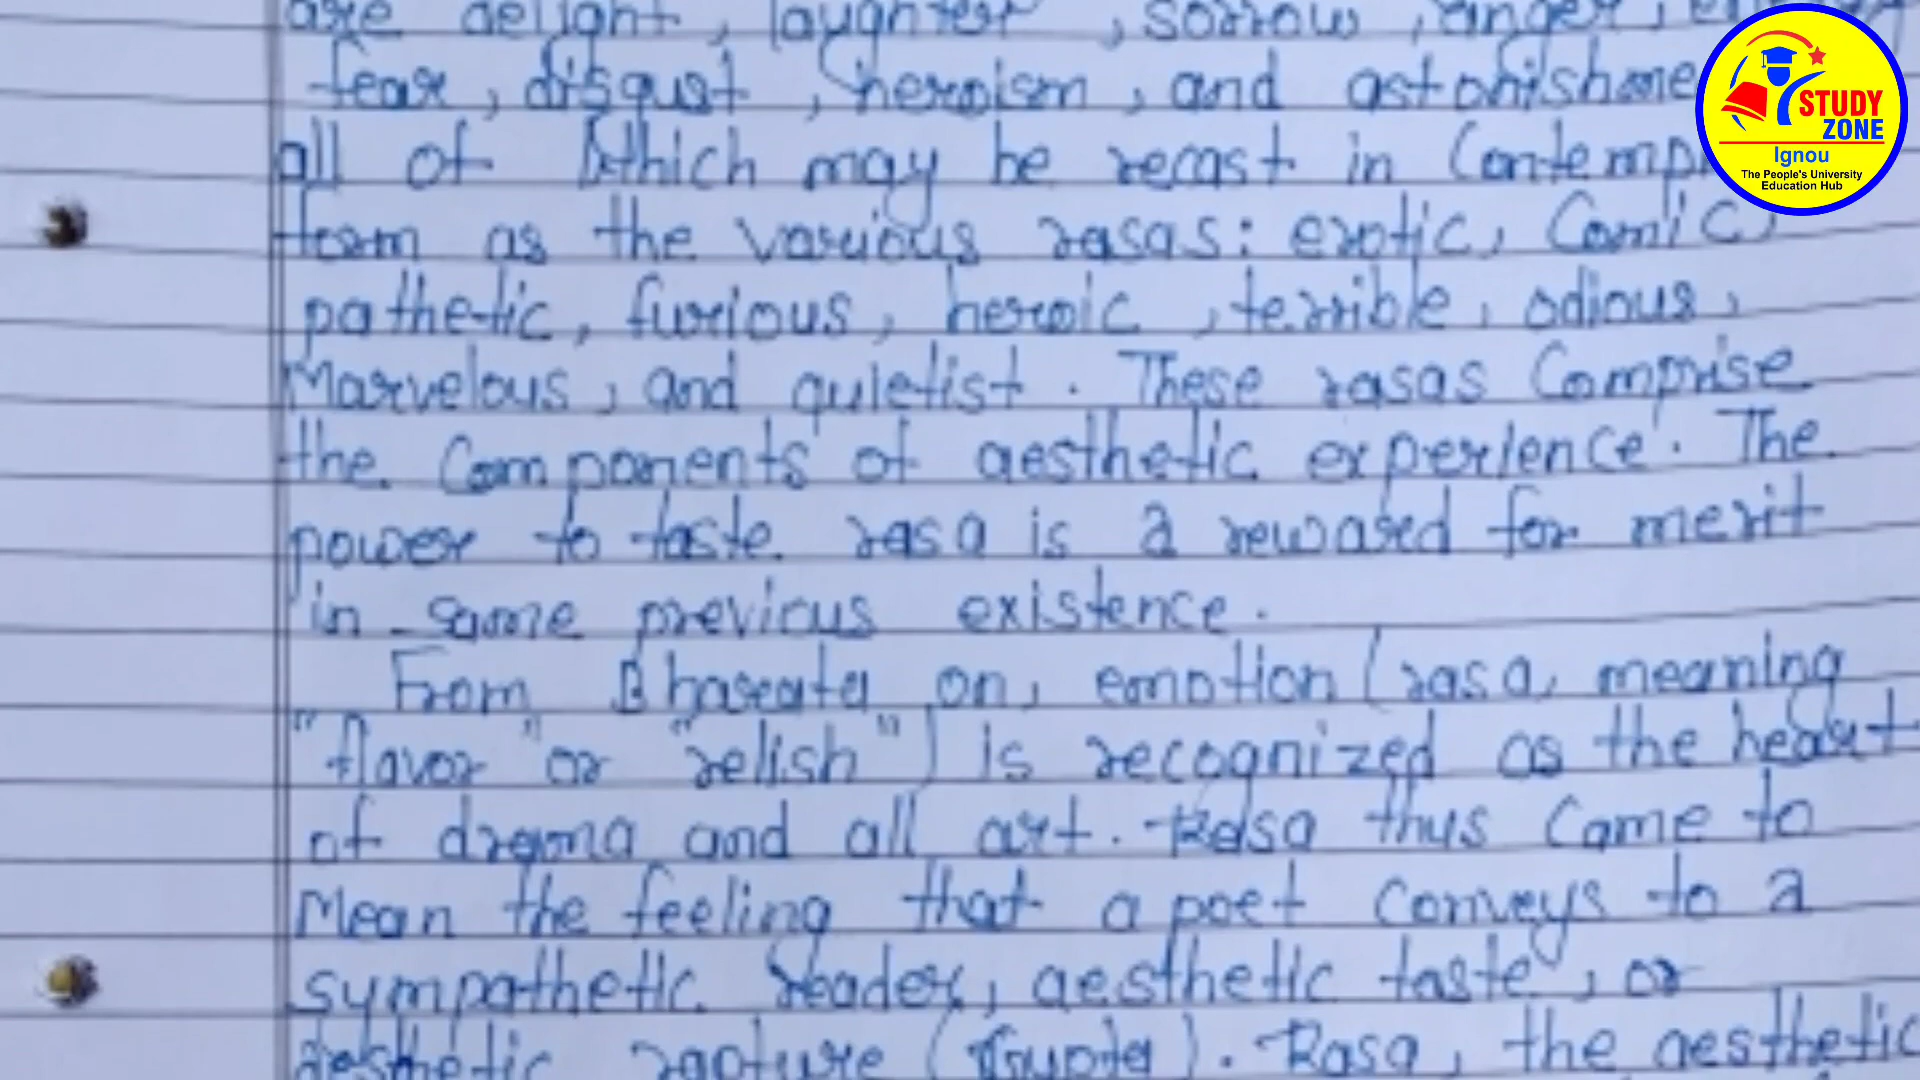 are delight, laughter, sorrow, anger,
fear, disgust, heroism, and astonishme
all of which may be recast in Contemp
term as the various rasas: erotic, Comic,
pathetic, furious, heroic, terrible, odious,
Marvelous, and quietist. These rasas Comprise
the Components of aesthetic experience. The
power to taste rasa is a reward for merit
in some previous existence.
From Bharata on, emotion (rasa, meaning
"flavor" or "relish") is recognized as the heart
of drama and all art. Rasa thus Came to
Mean the feeling that a poet Conveys to a
sympathetic reader, aesthetic taste, or
aesthetic rapture (Gupta). Rasa, the aesthetic
STUDY
ZONE
Ignou
The People's University
Education Hub